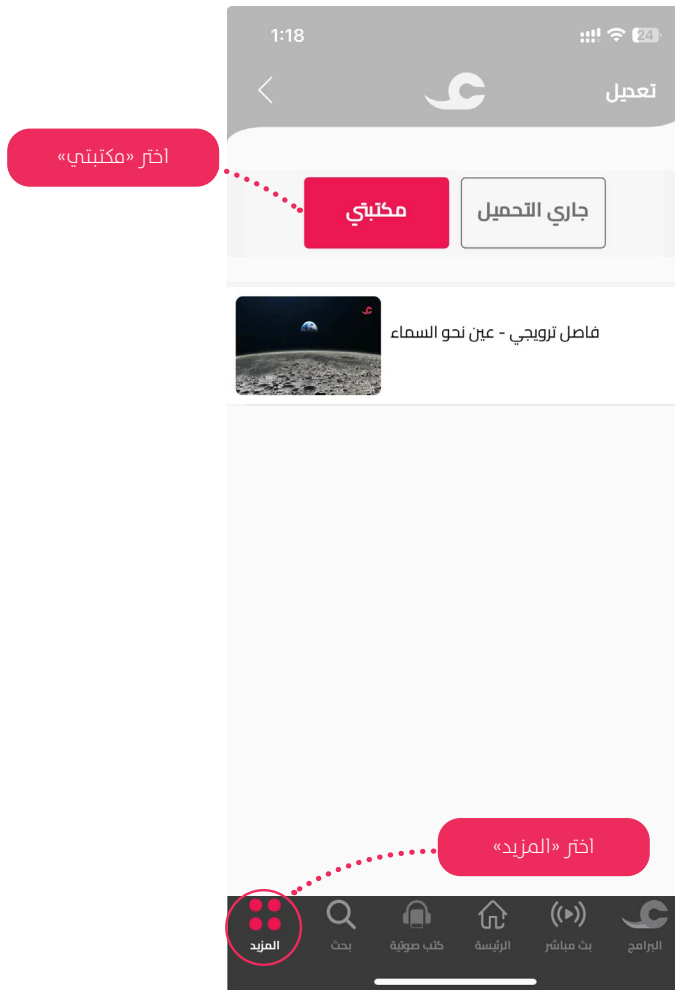 1:18
24
تعديل
اختر «مكتبتي»
جاري التحميل
مكتبتي
فاصل ترويجي - عين نحو السماء
اختر «المزيد»
البرامج
بث مباشر
الرئيسة
كتب صوتية
بحث
المزيد